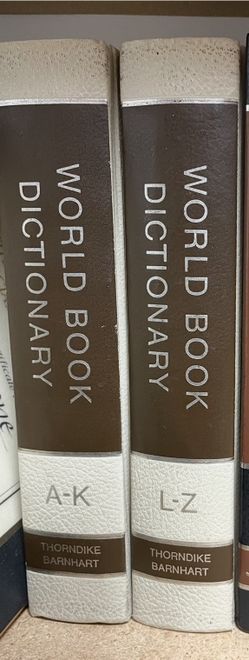 WORLD BOOK
DICTIONARY
A-K
THORNDIKE
BARNHART
WORLD BOOK
DICTIONARY
L-Z
THORNDIKE
BARNHART